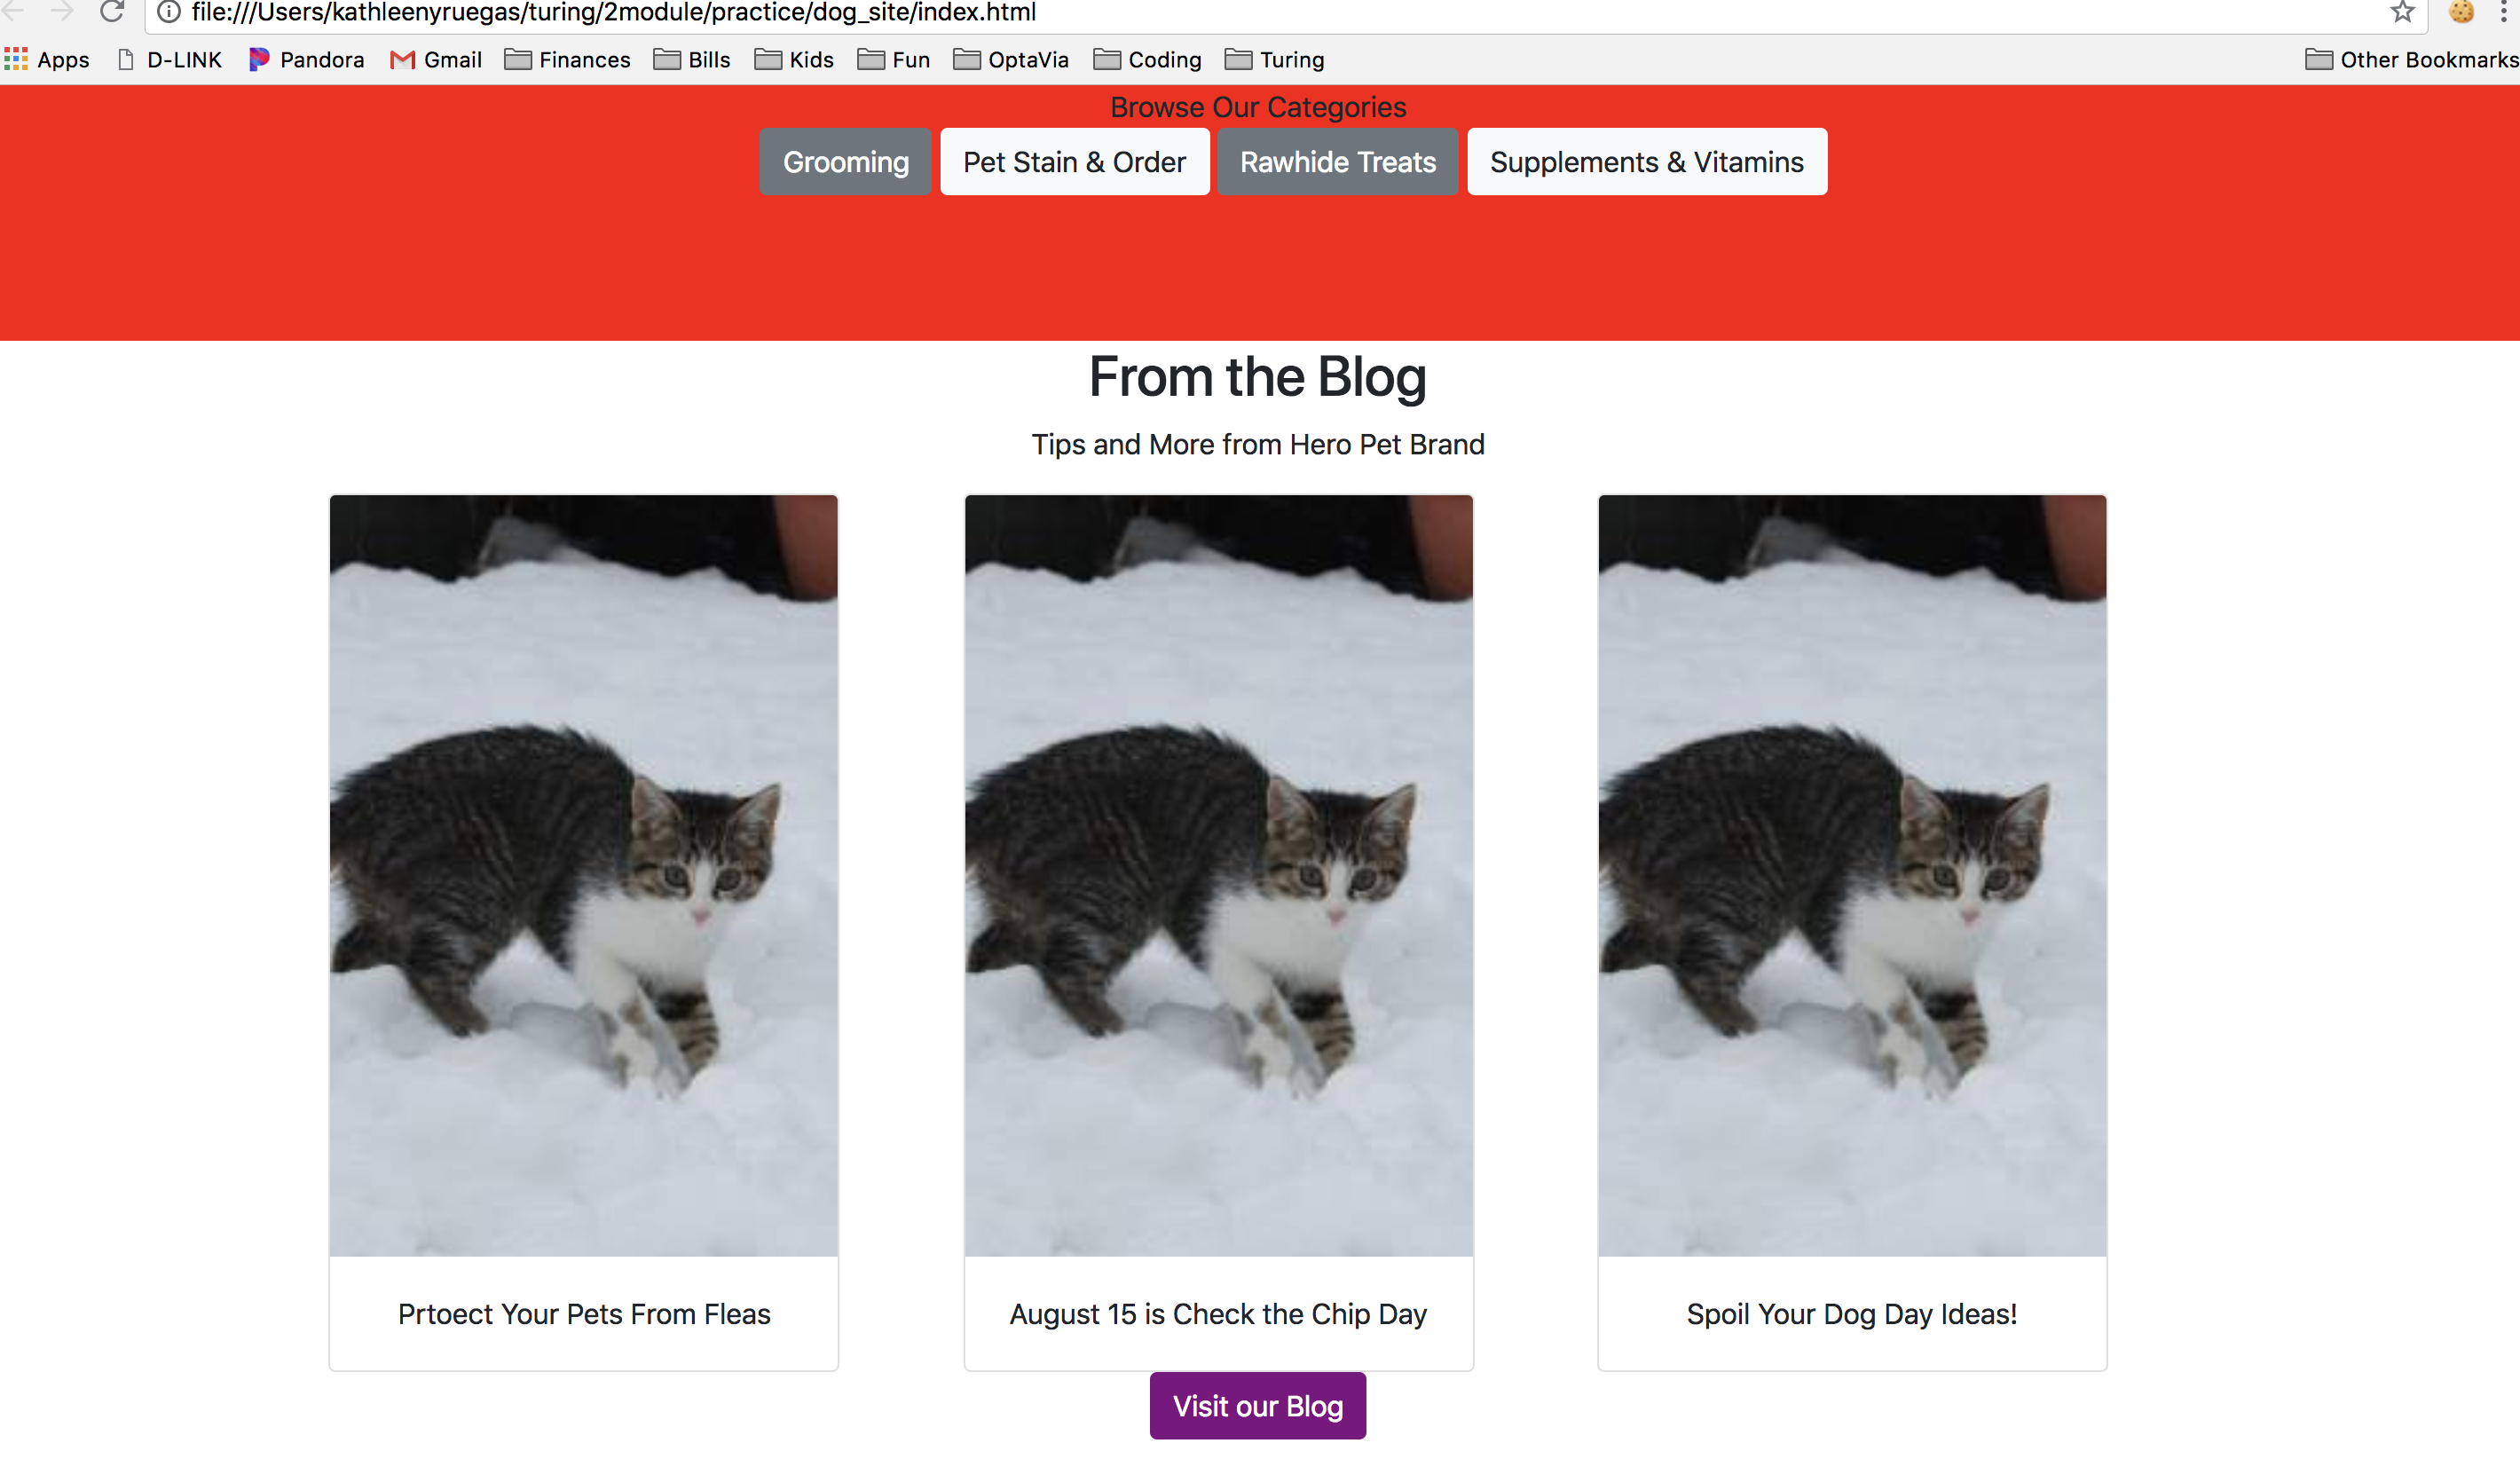 file:///Users/kathleenyruegas/turing/2module/practice/dog_site/index.html
Apps D-LINK Pandora Gmail Finances Bills Kids Fun OptaVia Coding Turing Other Bookmarks
Browse Our Categories
Grooming Pet Stain & Order Rawhide Treats Supplements & Vitamins
From the Blog
Tips and More from Hero Pet Brand
Prtoect Your Pets From Fleas August 15 is Check the Chip Day Spoil Your Dog Day Ideas!
Visit our Blog